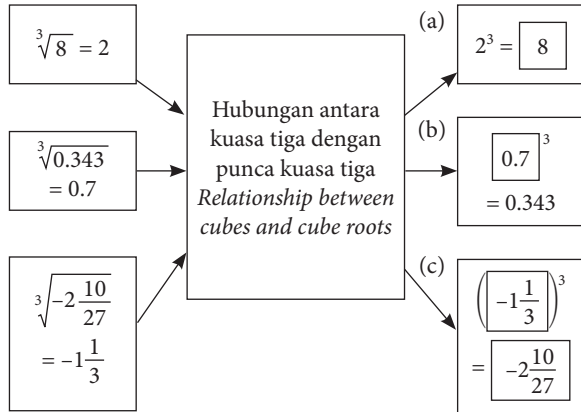 ∛8 = 2
∛0.343
= 0.7
∛(–2 10/27)
= –1 1/3
Hubungan antara
kuasa tiga dengan
punca kuasa tiga
Relationship between
cubes and cube roots
(a)
2³ = 8
(b)
0.7³
= 0.343
(c)
(–1 1/3)³
= –2 10/27